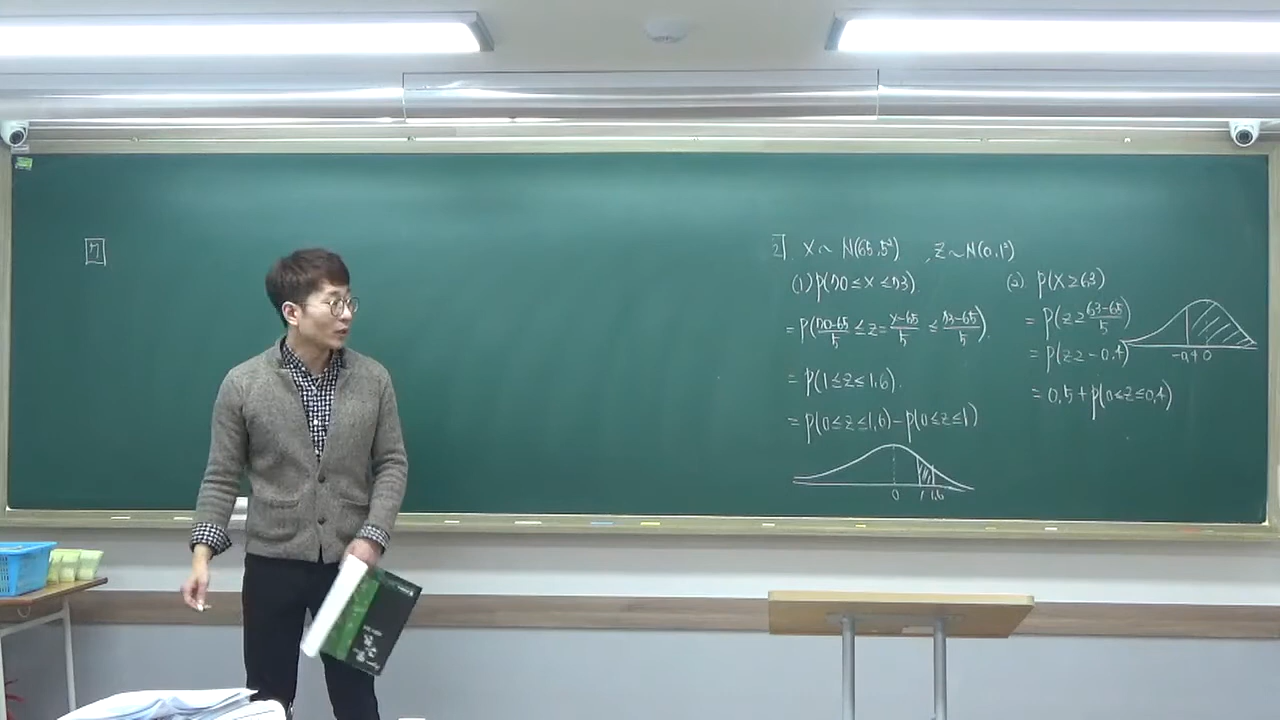 7
2 X ~ N(65, 5²) , Z ~ N(0, 1²)
(1) P(70 ≤ X ≤ 73)
= P(70-65/5 ≤ Z = X-65/5 ≤ 73-65/5)
= P(1 ≤ Z ≤ 1.6)
= P(0 ≤ Z ≤ 1.6) - P(0 ≤ Z ≤ 1)
0 1 1.6
(2) P(X ≥ 63)
= P(Z ≥ 63-65/5)
= P(Z ≥ -0.4)
= 0.5 + P(0 ≤ Z ≤ 0.4)
-0.4 0